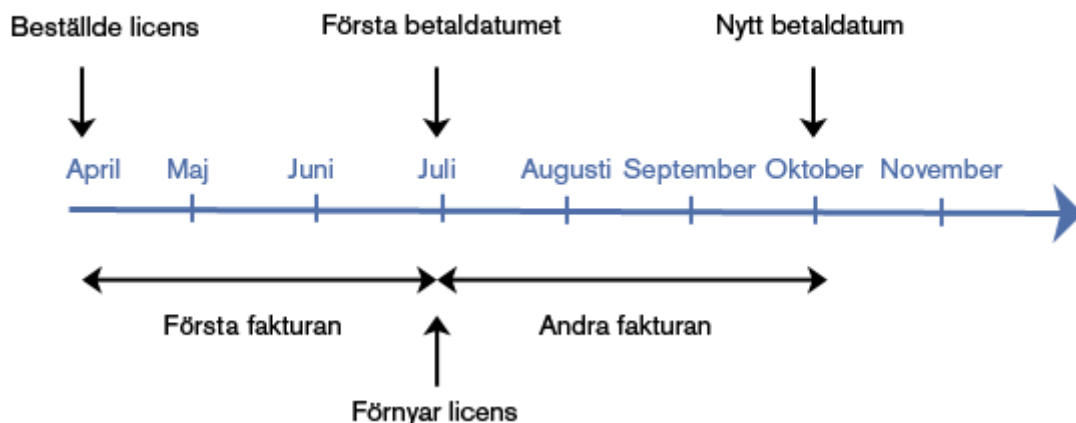 Beställde licens
Första betaldatumet
Nytt betaldatum
April
Maj
Juni
Juli
Augusti
September
Oktober
November
Första fakturan
Andra fakturan
Förnyar licens